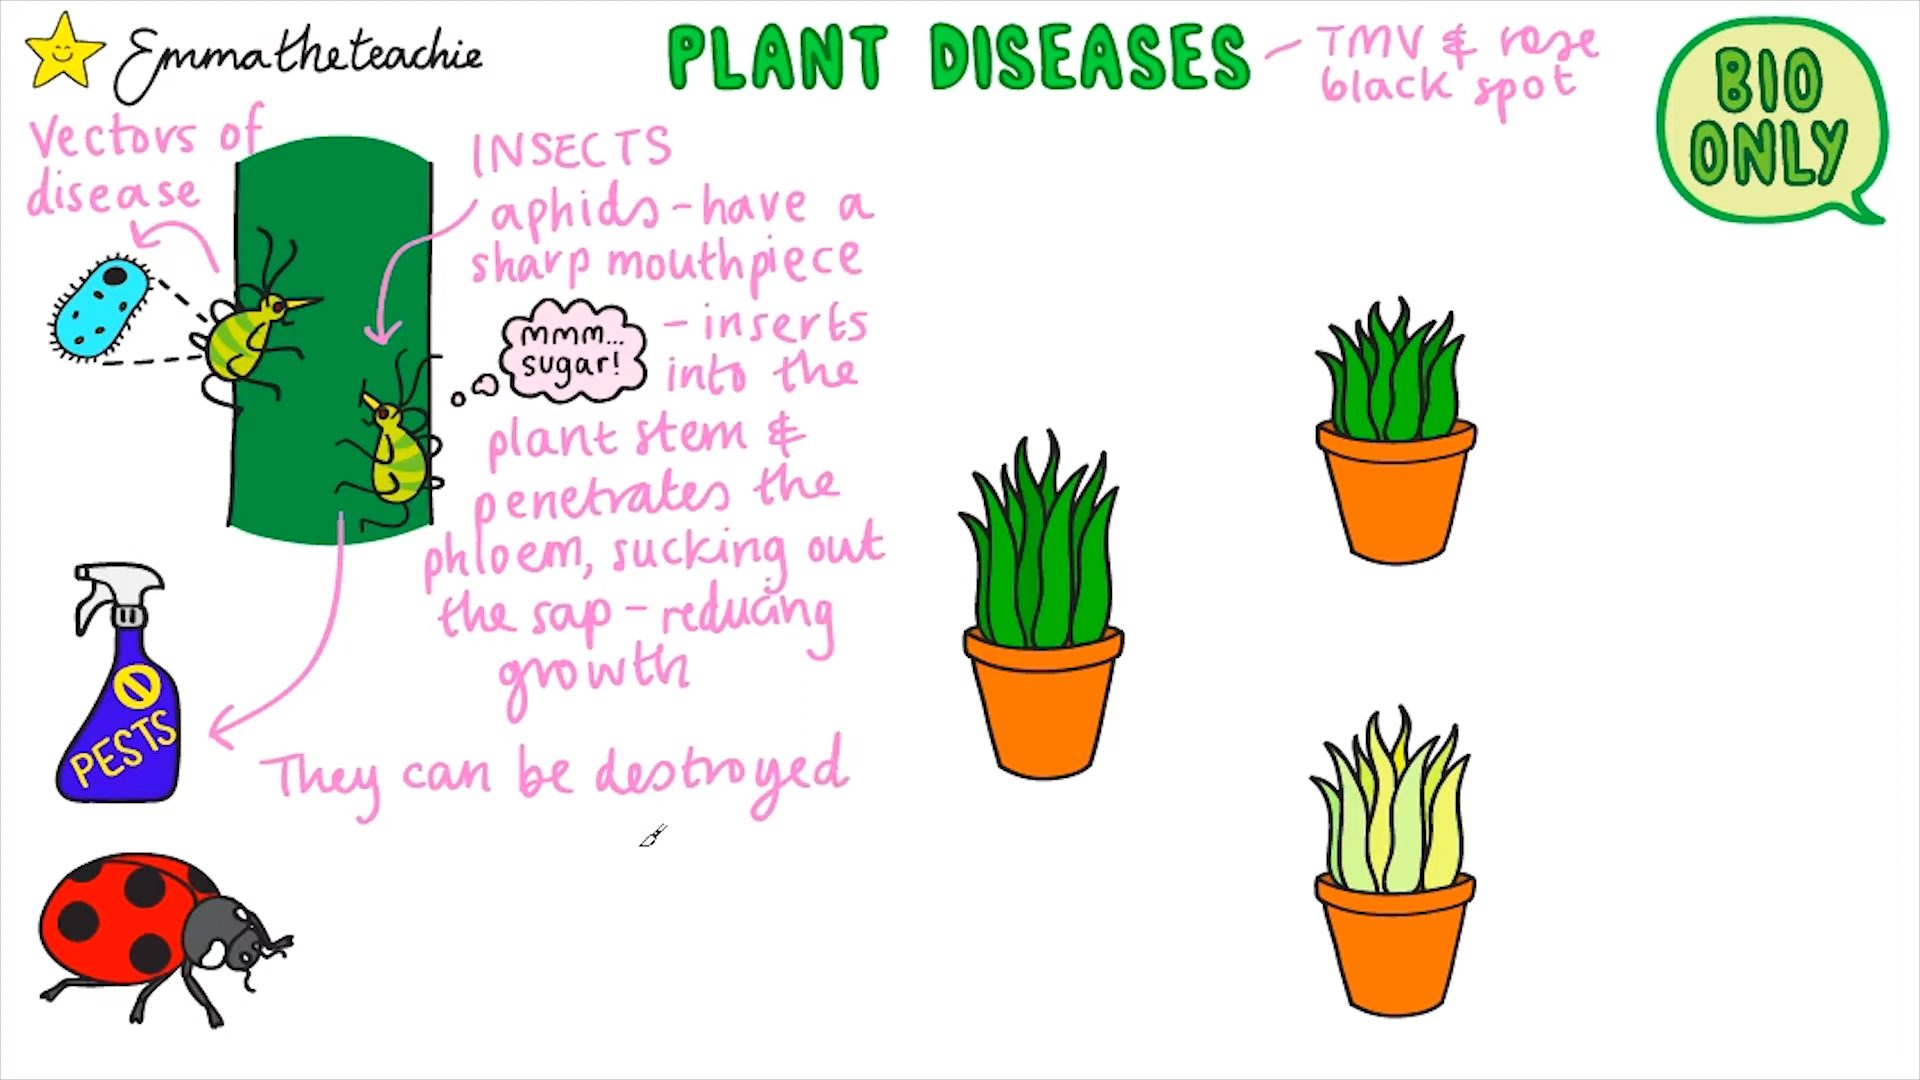 Emmatheteachie
PLANT DISEASES - TMV & rose
black spot
BIO
ONLY
Vectors of
disease
INSECTS
aphids - have a
sharp mouthpiece
mmm...
sugar!
- inserts
into the
plant stem &
penetrates the
phloem, sucking out
the sap - reducing
growth
PESTS
They can be destroyed